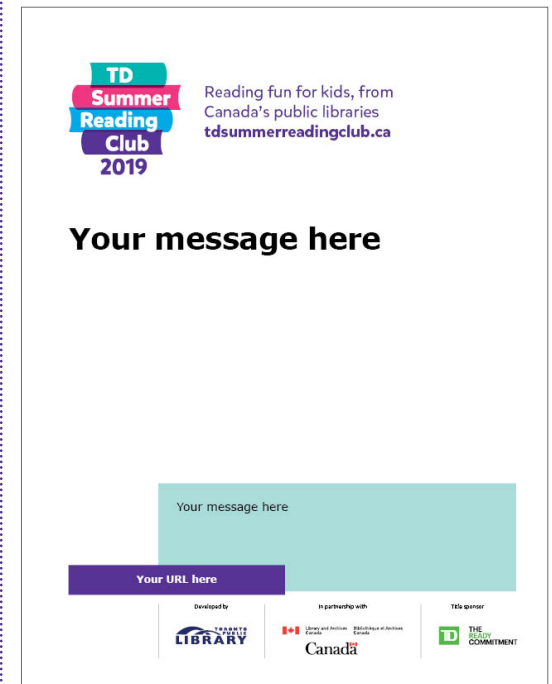 TD
Summer
Reading
Club
2019
Reading fun for kids, from
Canada's public libraries
tdsummerreadingclub.ca
Your message here
Your message here
Your URL here
Developed by
In partnership with
Title sponsor
TORONTO
PUBLIC
LIBRARY
Library and Archives
Canada
Bibliothèque et Archives
Canada
Canada
TD
THE
READY
COMMITMENT